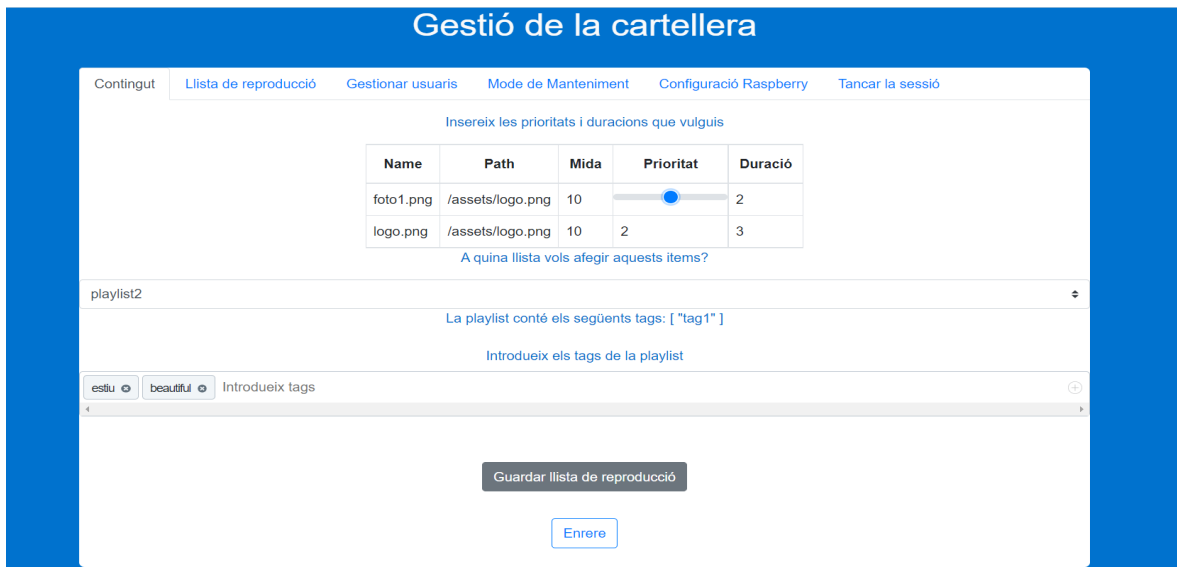 Gestió de la cartellera
Contingut Llista de reproducció Gestionar usuaris Mode de Manteniment Configuració Raspberry Tancar la sessió
Insereix les prioritats i duracions que vulguis
Name Path Mida Prioritat Duració
foto1.png /assets/logo.png 10 2
logo.png /assets/logo.png 10 2 3
A quina llista vols afegir aquests items?
playlist2
La playlist conté els següents tags: [ "tag1" ]
Introdueix els tags de la playlist
estiu beautiful Introdueix tags
Guardar llista de reproducció
Enrere